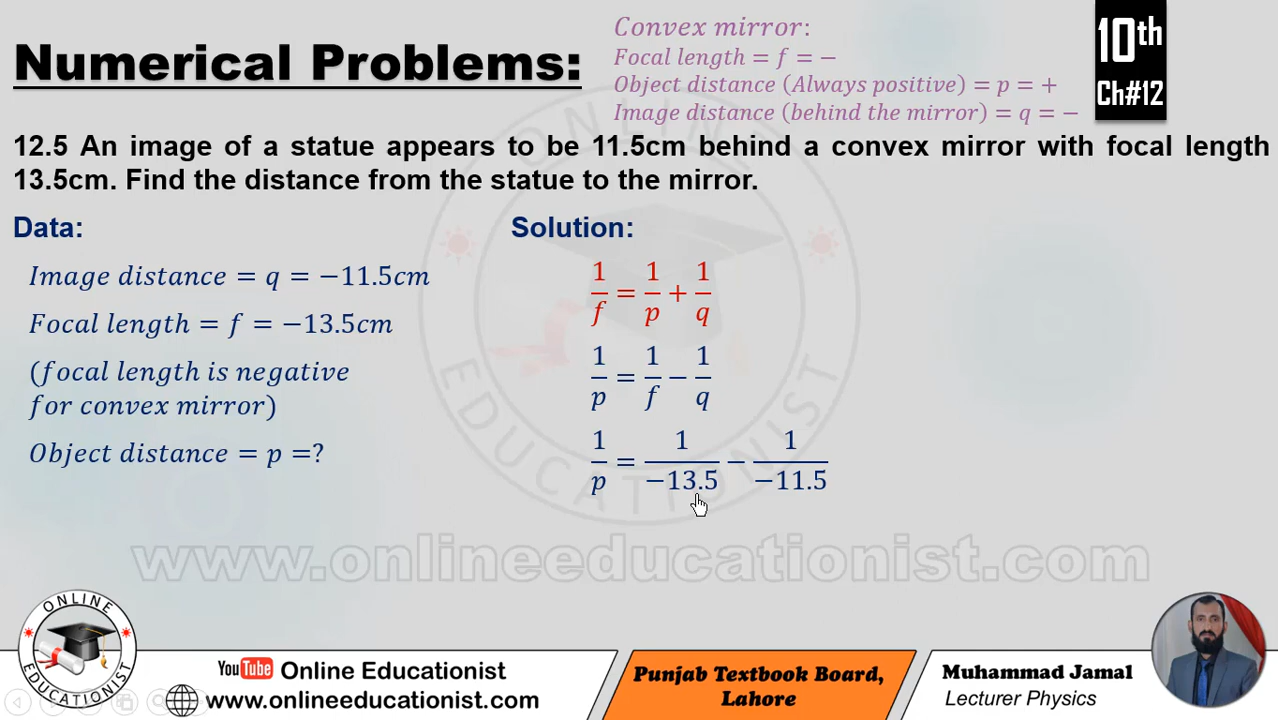 Numerical Problems:
Convex mirror:
Focal length = f = −
Object distance (Always positive) = p = +
Image distance (behind the mirror) = q = −
10th
Ch#12
12.5 An image of a statue appears to be 11.5cm behind a convex mirror with focal length
13.5cm. Find the distance from the statue to the mirror.
Data:
Image distance = q = −11.5cm
Focal length = f = −13.5cm
(focal length is negative
for convex mirror)
Object distance = p =?
Solution:
1/f = 1/p + 1/q
1/p = 1/f − 1/q
1/p = 1/−13.5 − 1/−11.5
ONLINE
EDUCATIONIST
www.onlineeducationist.com
ONLINE
EDUCATIONIST
YouTube Online Educationist
www.onlineeducationist.com
Punjab Textbook Board,
Lahore
Muhammad Jamal
Lecturer Physics